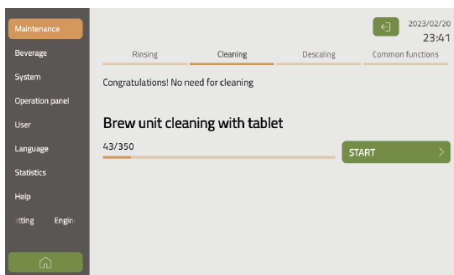 Maintenance
Beverage
System
Operation panel
User
Language
Statistics
Help
tting Engin
2023/02/20
23:41
Rinsing Cleaning Descaling Common functions
Congratulations! No need for cleaning
Brew unit cleaning with tablet
43/350
START